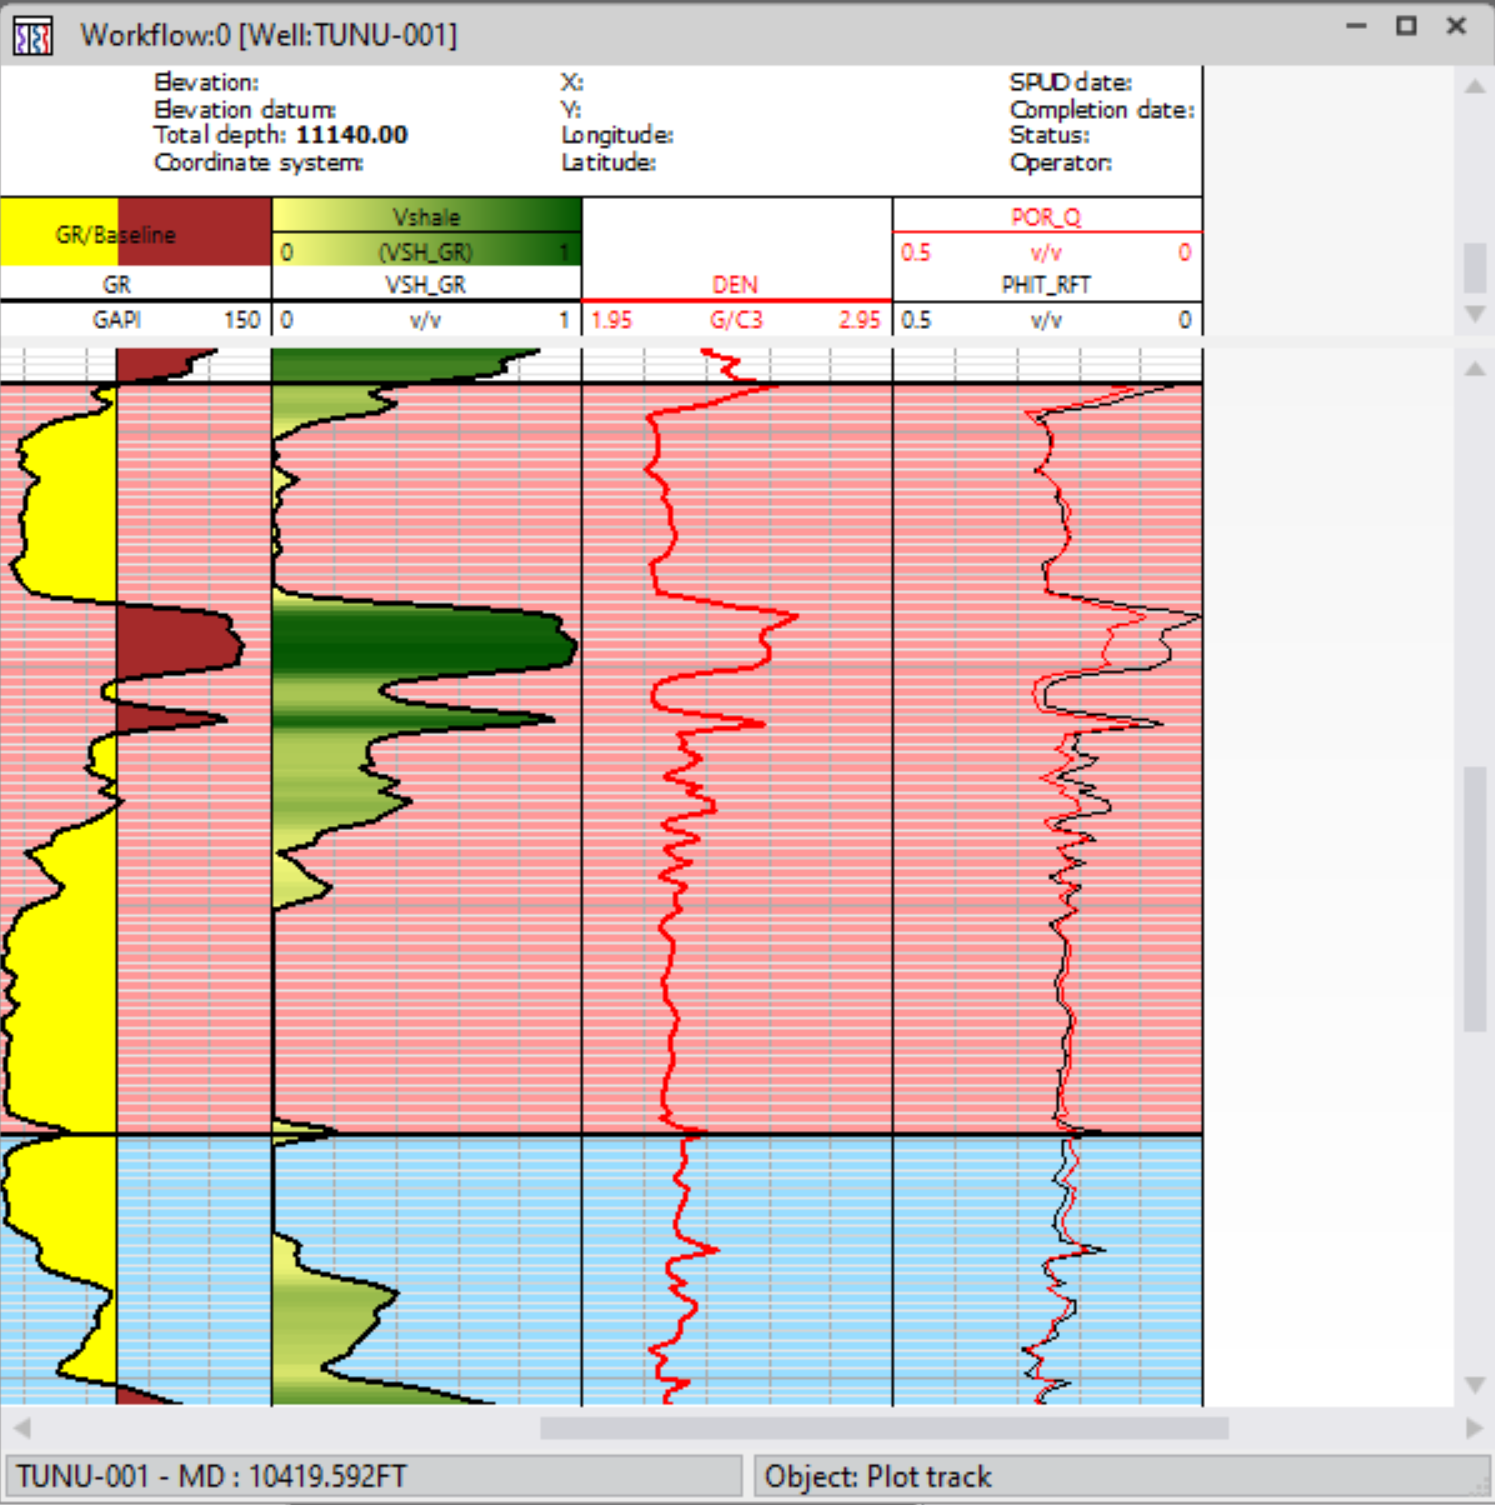 Workflow:0 [Well:TUNU-001]
Elevation: X: SPUD date:
Elevation datum: Y: Completion date:
Total depth: 11140.00 Longitude: Status:
Coordinate system: Latitude: Operator:
GR/Baseline Vshale POR_Q
0 (VSH_GR) 1 0.5 v/v 0
GR VSH_GR DEN PHIT_RFT
GAPI 150 0 v/v 1 1.95 G/C3 2.95 0.5 v/v 0
TUNU-001 - MD : 10419.592FT Object: Plot track